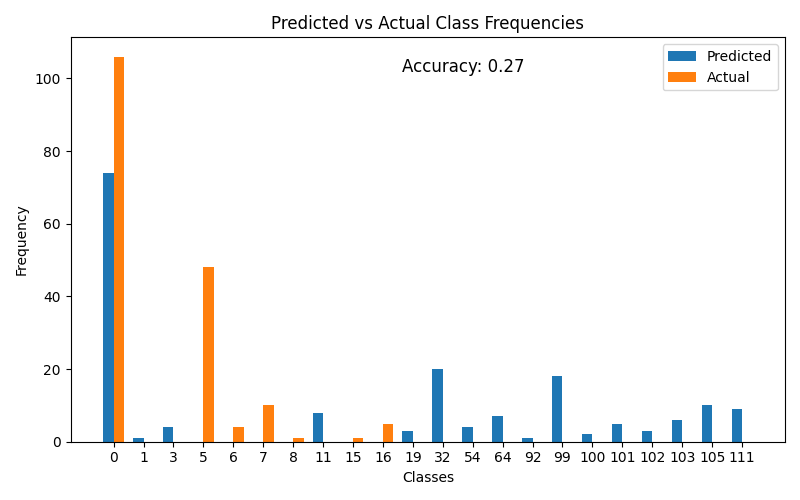 Predicted vs Actual Class Frequencies
Accuracy: 0.27
Predicted
Actual
Frequency
100
80
60
40
20
0
0 1 3 5 6 7 8 11 15 16 19 32 54 64 92 99 100 101 102 103 105 111
Classes